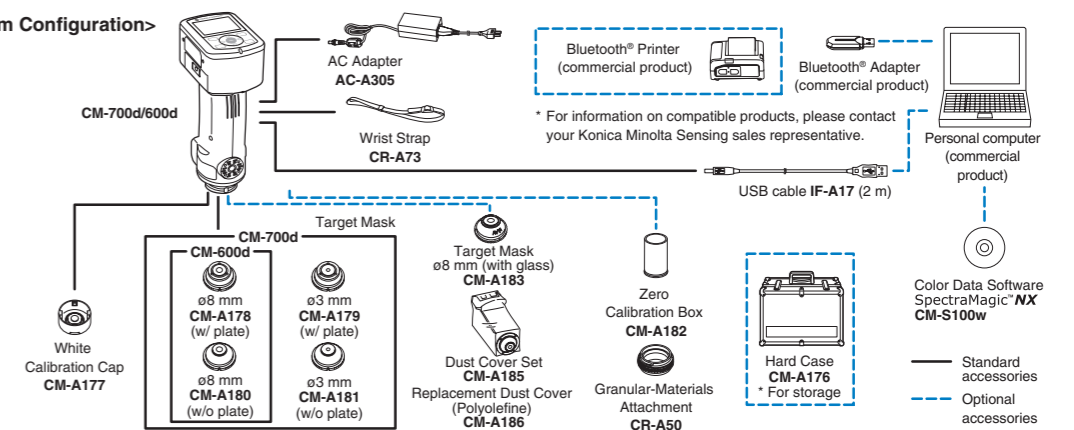 m Configuration>
CM-700d/600d
AC Adapter
AC-A305
Wrist Strap
CR-A73
Bluetooth® Printer
(commercial product)
* For information on compatible products, please contact
your Konica Minolta Sensing sales representative.
Bluetooth® Adapter
(commercial product)
Personal computer
(commercial
product)
USB cable IF-A17 (2 m)
Color Data Software
SpectraMagic™ NX
CM-S100w
White
Calibration Cap
CM-A177
Target Mask
CM-700d
CM-600d
ø8 mm
CM-A178
(w/ plate)
ø3 mm
CM-A179
(w/ plate)
ø8 mm
CM-A180
(w/o plate)
ø3 mm
CM-A181
(w/o plate)
Target Mask
ø8 mm (with glass)
CM-A183
Dust Cover Set
CM-A185
Replacement Dust Cover
(Polyolefine)
CM-A186
Zero
Calibration Box
CM-A182
Granular-Materials
Attachment
CR-A50
Hard Case
CM-A176
* For storage
Standard
accessories
Optional
accessories